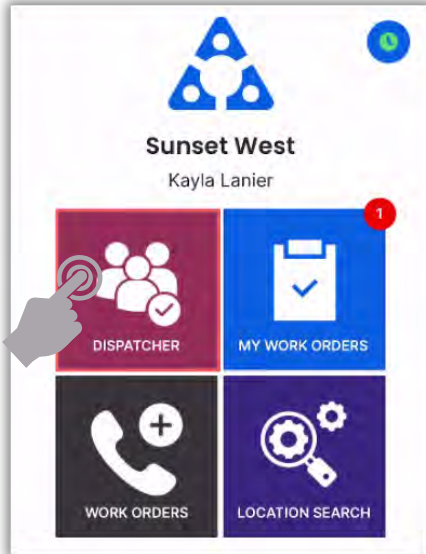 Sunset West
Kayla Lanier
1
DISPATCHER
MY WORK ORDERS
WORK ORDERS
LOCATION SEARCH